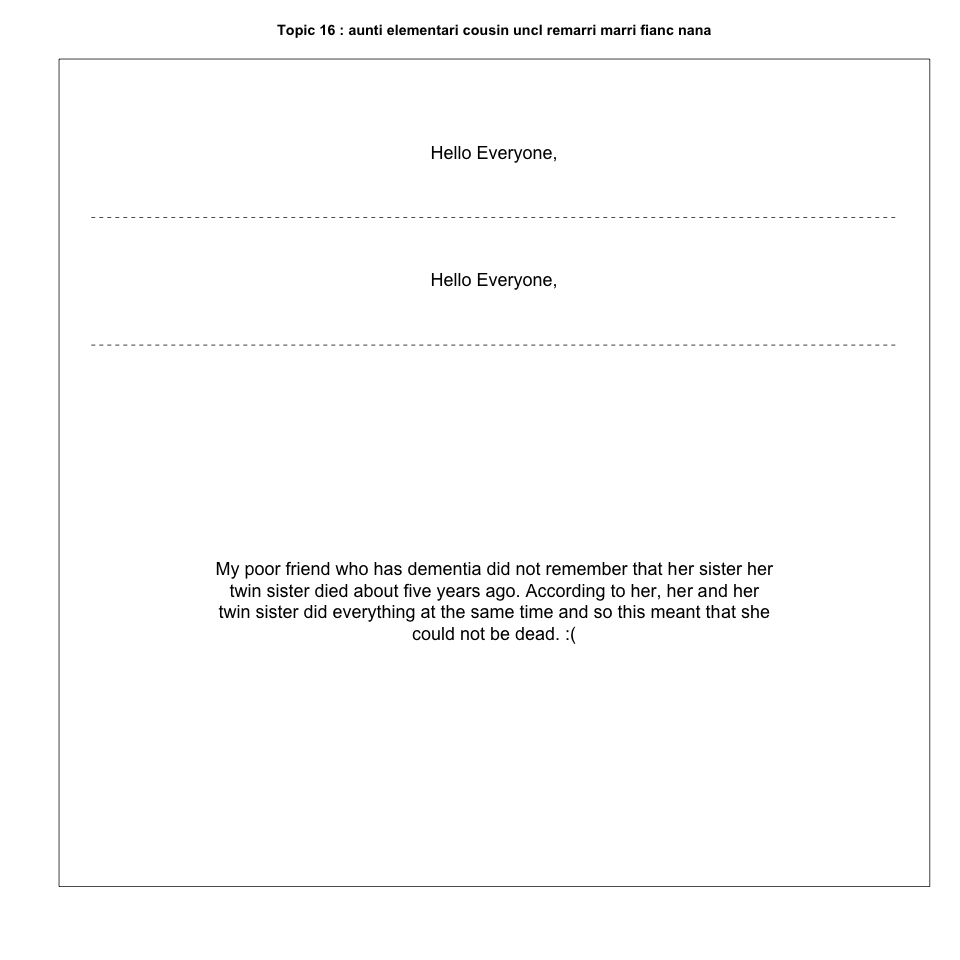 Topic 16 : aunti elementari cousin uncl remarri marri fianc nana
Hello Everyone,
Hello Everyone,
My poor friend who has dementia did not remember that her sister her
twin sister died about five years ago. According to her, her and her
twin sister did everything at the same time and so this meant that she
could not be dead. :(